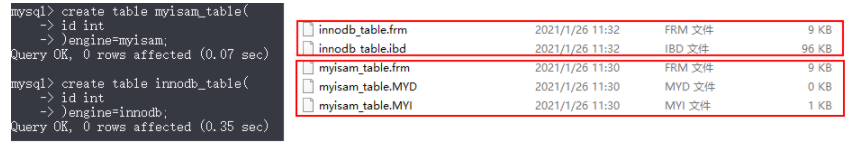 mysql> create table myisam_table(
    -> id int
    -> )engine=myisam;
Query OK, 0 rows affected (0.07 sec)
mysql> create table innodb_table(
    -> id int
    -> )engine=innodb;
Query OK, 0 rows affected (0.35 sec)
innodb_table.frm 2021/1/26 11:32 FRM 文件 9 KB
innodb_table.ibd 2021/1/26 11:32 IBD 文件 96 KB
myisam_table.frm 2021/1/26 11:30 FRM 文件 9 KB
myisam_table.MYD 2021/1/26 11:30 MYD 文件 0 KB
myisam_table.MYI 2021/1/26 11:30 MYI 文件 1 KB